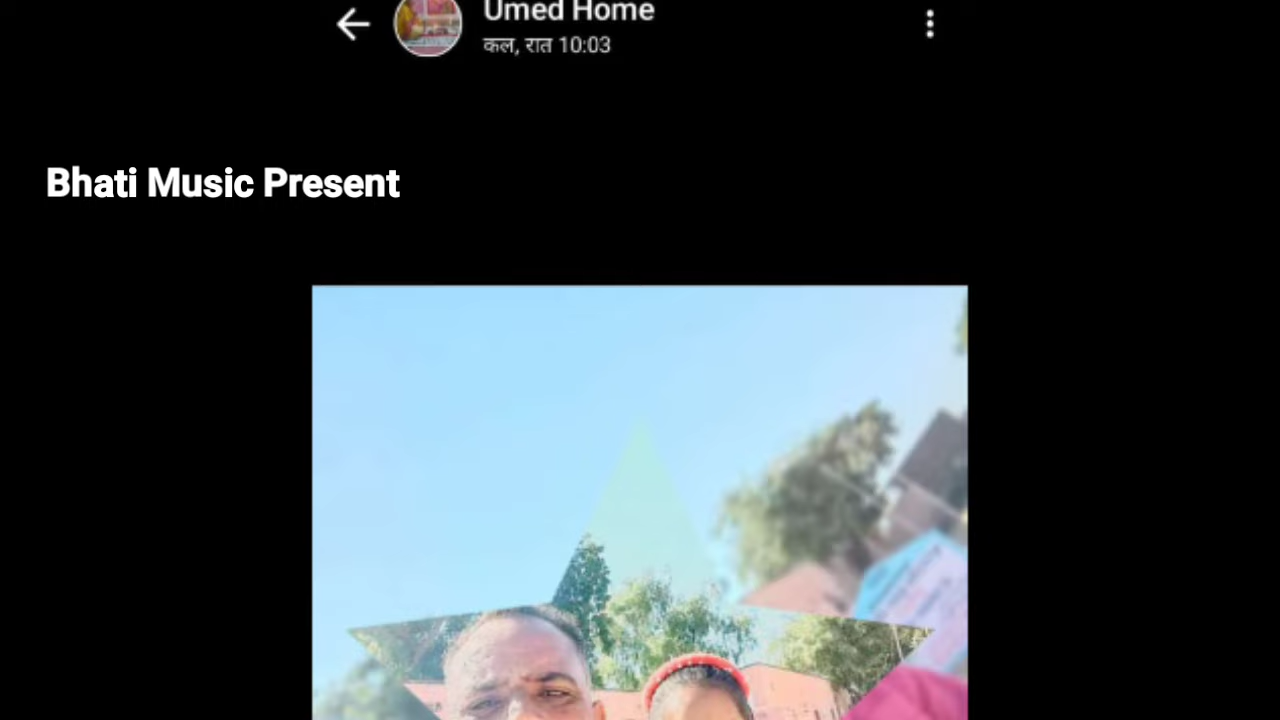 Umed Home
कल, रात 10:03
Bhati Music Present